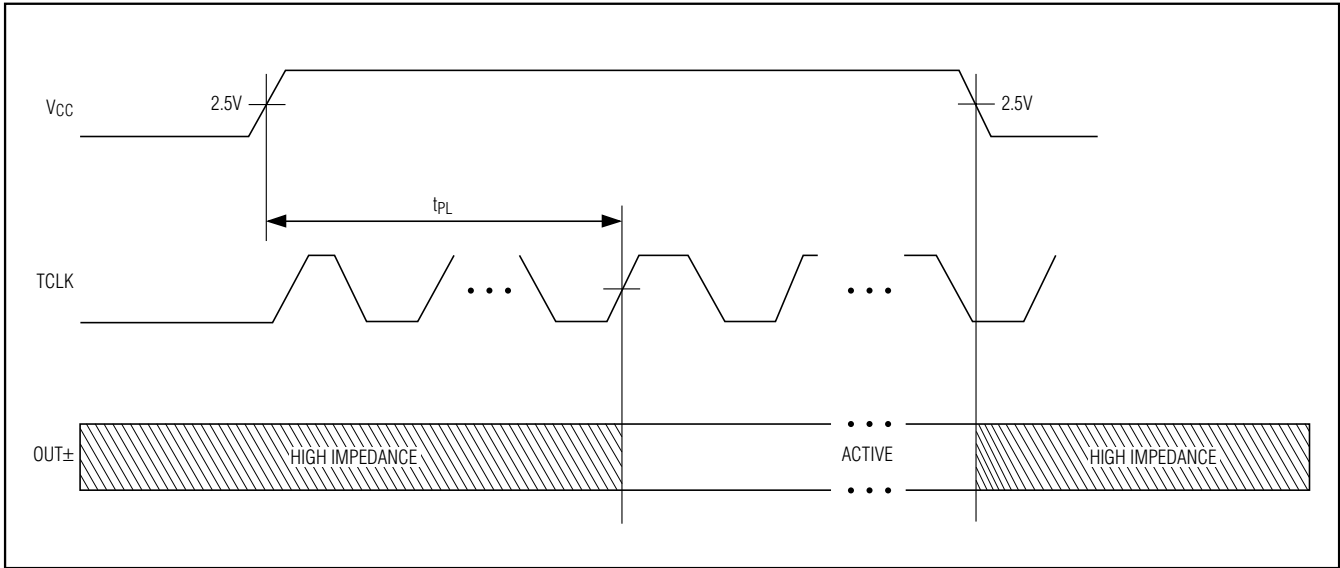 VCC
2.5V
2.5V
tPL
TCLK
• • •
• • •
OUT±
HIGH IMPEDANCE
• • •
ACTIVE
• • •
HIGH IMPEDANCE